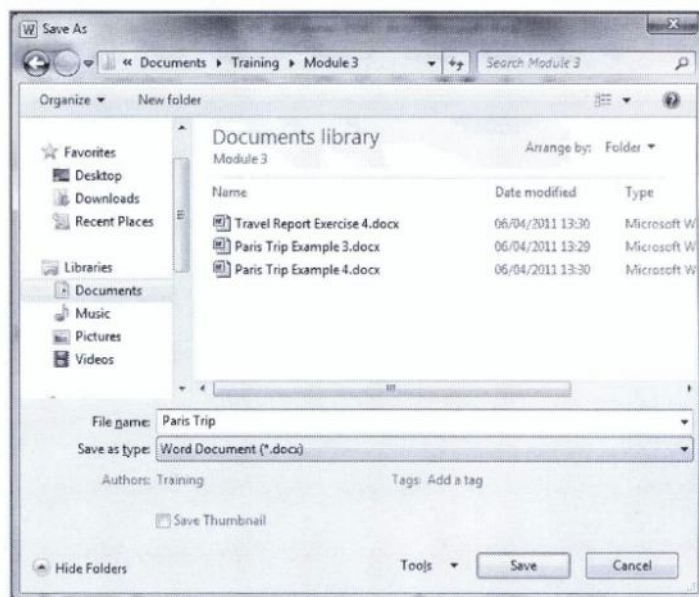 Save As
« Documents ▸ Training ▸ Module 3
Search Module 3
Organize
New folder
Favorites
Desktop
Downloads
Recent Places
Libraries
Documents
Music
Pictures
Videos
Documents library
Module 3
Arrange by: Folder
Name Date modified Type
Travel Report Exercise 4.docx 06/04/2011 13:30 Microsoft W
Paris Trip Example 3.docx 06/04/2011 13:29 Microsoft W
Paris Trip Example 4.docx 06/04/2011 13:30 Microsoft W
File name: Paris Trip
Save as type: Word Document (*.docx)
Authors: Training Tags: Add a tag
Save Thumbnail
Hide Folders Tools Save Cancel